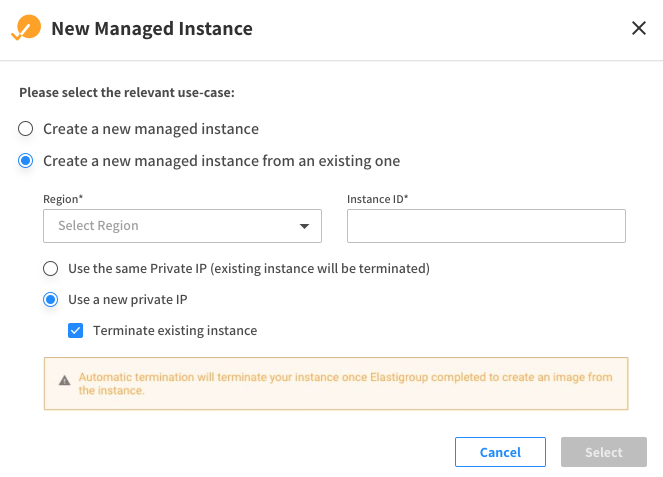 New Managed Instance
Please select the relevant use-case:
Create a new managed instance
Create a new managed instance from an existing one
Region* Instance ID*
Select Region
Use the same Private IP (existing instance will be terminated)
Use a new private IP
Terminate existing instance
Automatic termination will terminate your instance once Elastigroup completed to create an image from
the instance.
Cancel Select